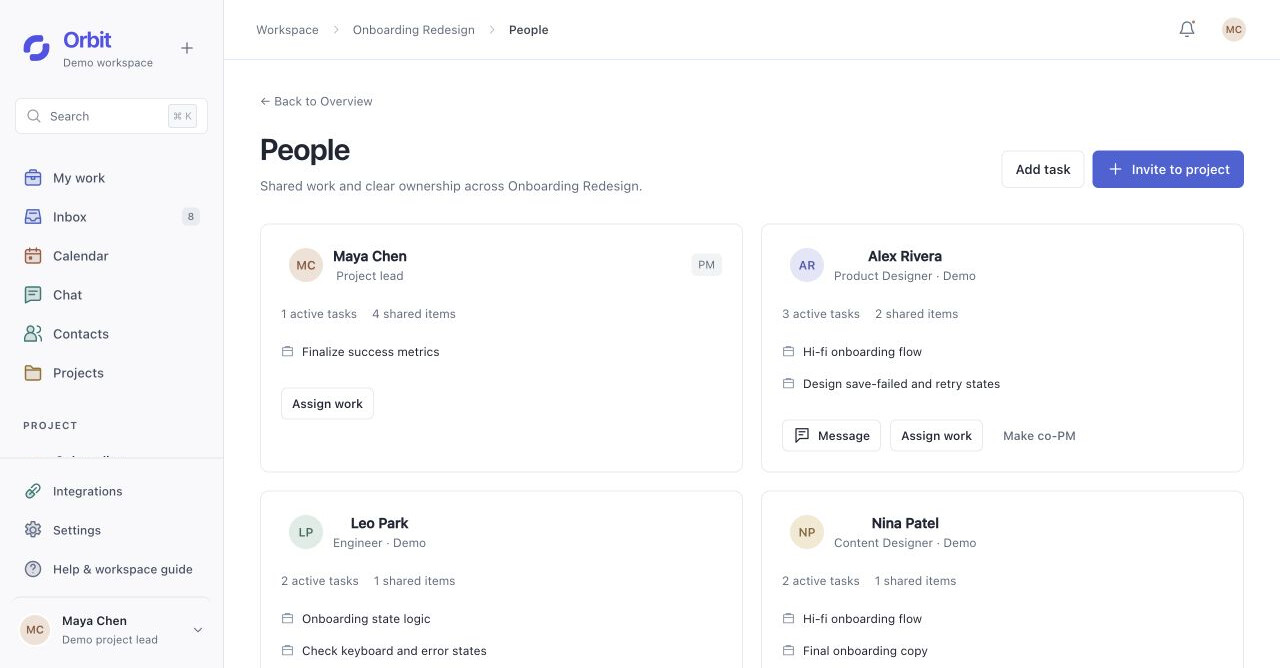 Orbit
Demo workspace
Search
⌘ K
My work
Inbox
8
Calendar
Chat
Contacts
Projects
PROJECT
Integrations
Settings
Help & workspace guide
MC
Maya Chen
Demo project lead
Workspace
Onboarding Redesign
People
MC
← Back to Overview
People
Shared work and clear ownership across Onboarding Redesign.
Add task
Invite to project
MC
Maya Chen
Project lead
PM
1 active tasks 4 shared items
Finalize success metrics
Assign work
AR
Alex Rivera
Product Designer · Demo
3 active tasks 2 shared items
Hi-fi onboarding flow
Design save-failed and retry states
Message
Assign work
Make co-PM
LP
Leo Park
Engineer · Demo
2 active tasks 1 shared items
Onboarding state logic
Check keyboard and error states
NP
Nina Patel
Content Designer · Demo
2 active tasks 1 shared items
Hi-fi onboarding flow
Final onboarding copy